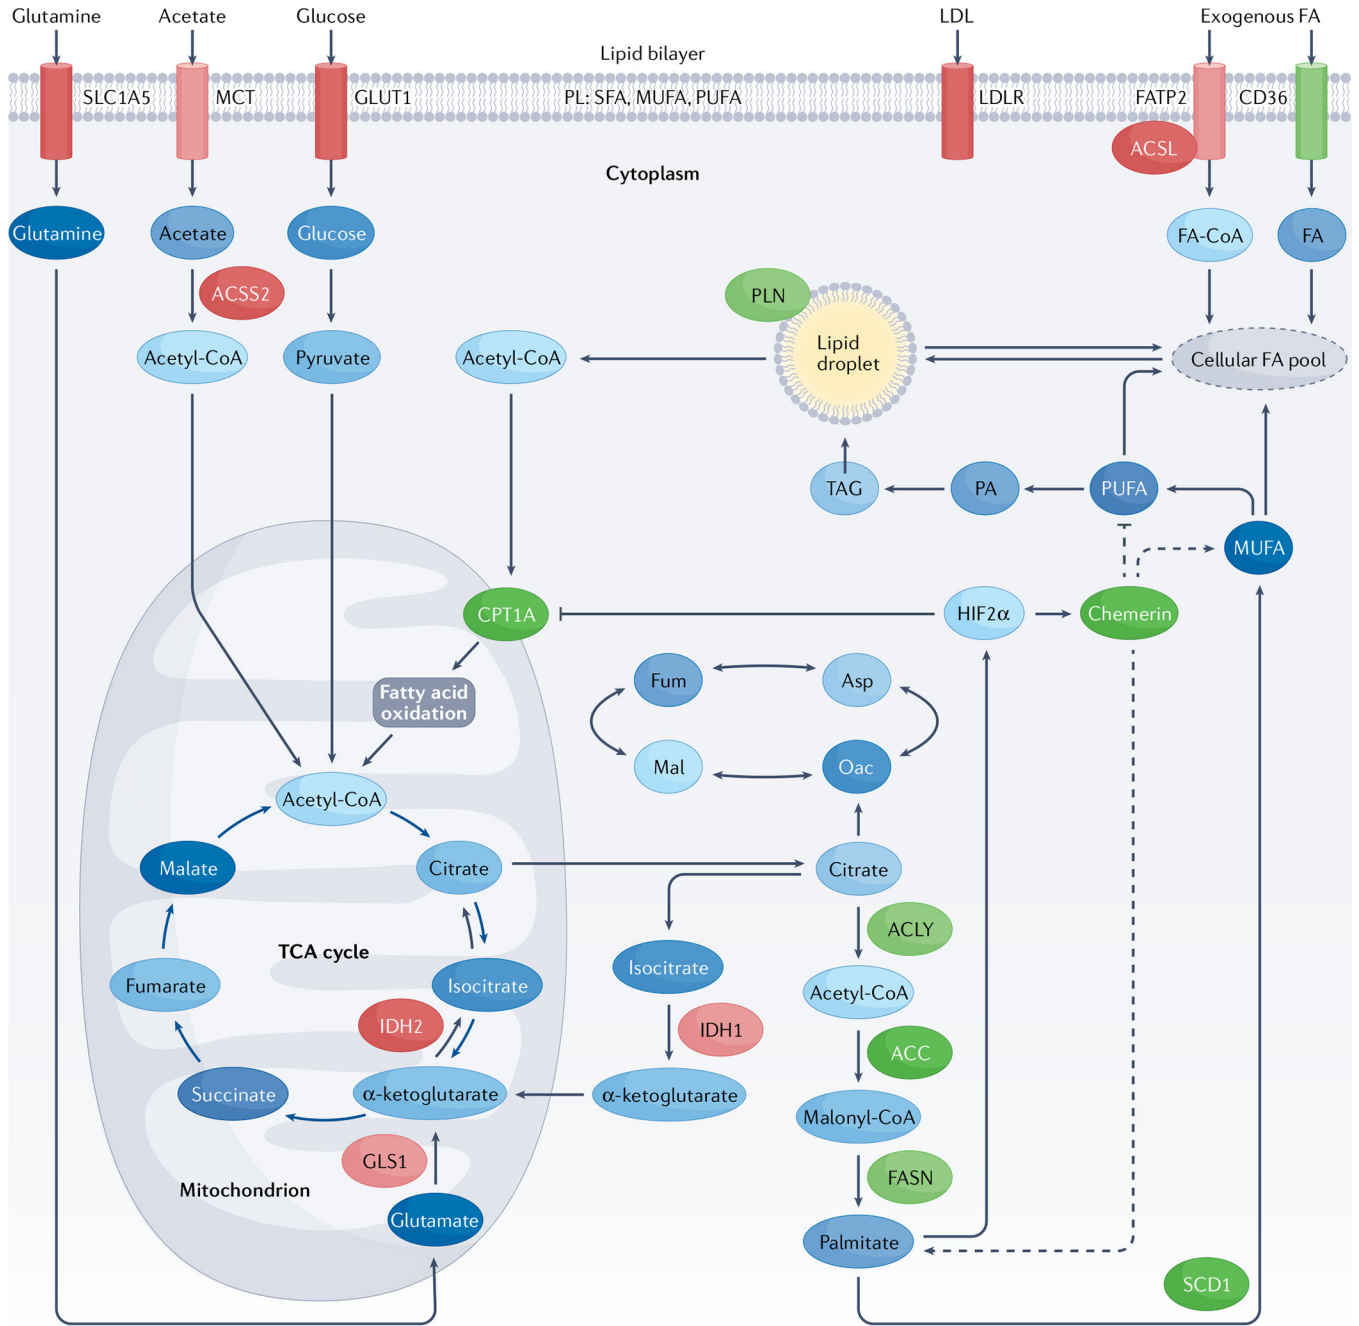 Glutamine
Acetate
Glucose
LDL
Exogenous FA
Lipid bilayer
SLC1A5
MCT
GLUT1
PL: SFA, MUFA, PUFA
LDLR
FATP2
CD36
ACSL
Cytoplasm
Glutamine
Acetate
Glucose
FA-CoA
FA
ACSS2
PLN
Acetyl-CoA
Pyruvate
Acetyl-CoA
Lipid
droplet
Cellular FA pool
TAG
PA
PUFA
MUFA
CPT1A
HIF2α
Chemerin
Fatty acid
oxidation
Fum
Asp
Mal
Oac
Acetyl-CoA
Malate
Citrate
Citrate
ACLY
TCA cycle
Isocitrate
Fumarate
Isocitrate
Acetyl-CoA
IDH2
IDH1
ACC
Succinate
α-ketoglutarate
α-ketoglutarate
Malonyl-CoA
GLS1
FASN
Mitochondrion
Glutamate
Palmitate
SCD1